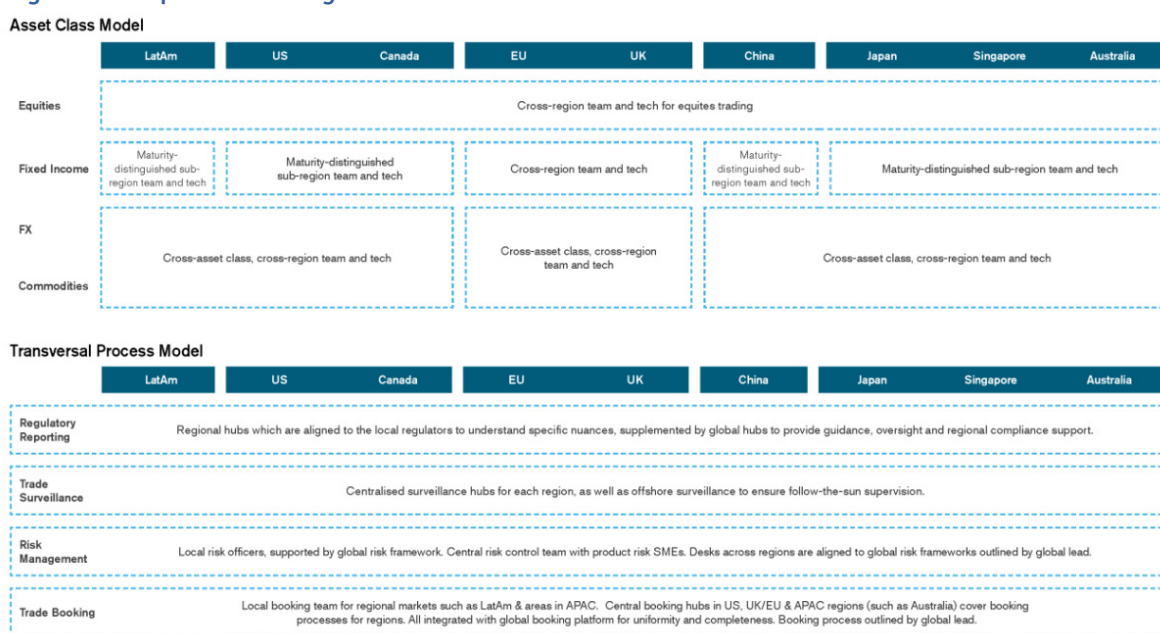 Asset Class Model
LatAm US Canada EU UK China Japan Singapore Australia
Equities
Cross-region team and tech for equites trading
Fixed Income
Maturity-
distinguished sub-
region team and tech
Maturity-distinguished
sub-region team and tech
Cross-region team and tech
Maturity-
distinguished sub-
region team and tech
Maturity-distinguished sub-region team and tech
FX
Commodities
Cross-asset class, cross-region team and tech
Cross-asset class, cross-region
team and tech
Cross-asset class, cross-region team and tech
Transversal Process Model
LatAm US Canada EU UK China Japan Singapore Australia
Regulatory
Reporting
Regional hubs which are aligned to the local regulators to understand specific nuances, supplemented by global hubs to provide guidance, oversight and regional compliance support.
Trade
Surveillance
Centralised surveillance hubs for each region, as well as offshore surveillance to ensure follow-the-sun supervision.
Risk
Management
Local risk officers, supported by global risk framework. Central risk control team with product risk SMEs. Desks across regions are aligned to global risk frameworks outlined by global lead.
Trade Booking
Local booking team for regional markets such as LatAm & areas in APAC. Central booking hubs in US, UK/EU & APAC regions (such as Australia) cover booking
processes for regions. All integrated with global booking platform for uniformity and completeness. Booking process outlined by global lead.